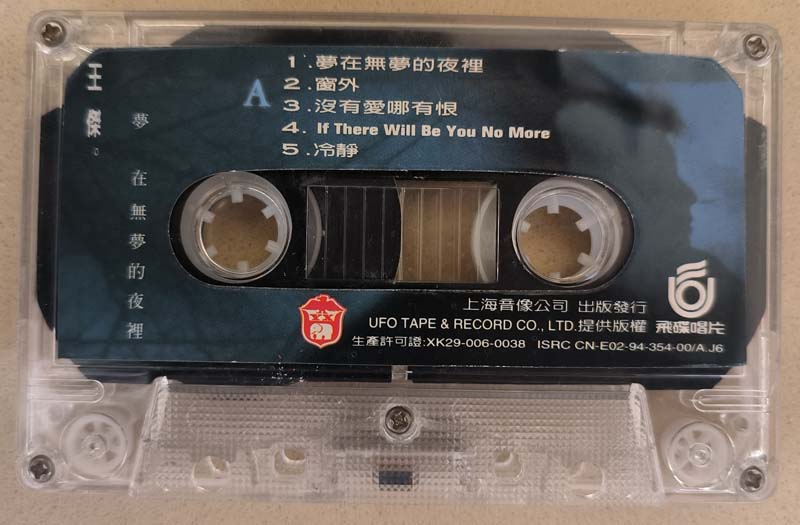 王傑。
夢在無夢的夜裡
A
1.夢在無夢的夜裡
2.窗外
3.沒有愛哪有恨
4. If There Will Be You No More
5.冷靜
上海音像公司 出版發行
UFO TAPE & RECORD CO., LTD.提供版權 飛碟唱片
生產許可證:XK29-006-0038 ISRC CN-E02-94-354-00/A.J6